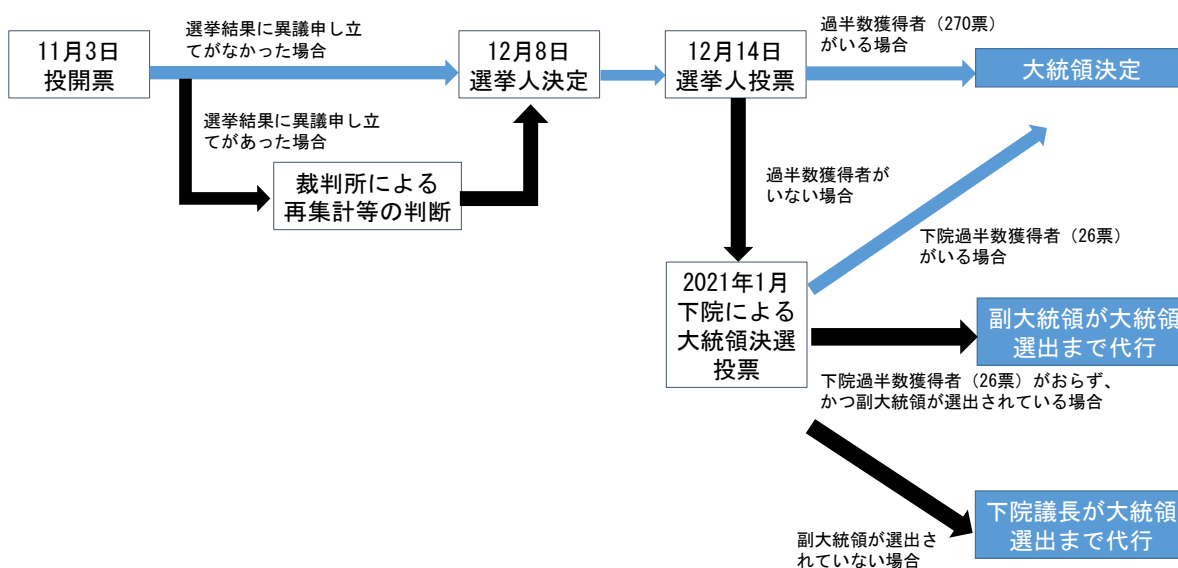 選挙結果に異議申し立
てがなかった場合
過半数獲得者（270票）
がいる場合
11月3日
投開票
12月8日
選挙人決定
12月14日
選挙人投票
大統領決定
選挙結果に異議申し立
てがあった場合
裁判所による
再集計等の判断
過半数獲得者が
いない場合
下院過半数獲得者（26票）
がいる場合
2021年1月
下院による
大統領決選
投票
副大統領が大統領
選出まで代行
下院過半数獲得者（26票）がおらず、
かつ副大統領が選出されている場合
下院議長が大統領
選出まで代行
副大統領が選出さ
れていない場合